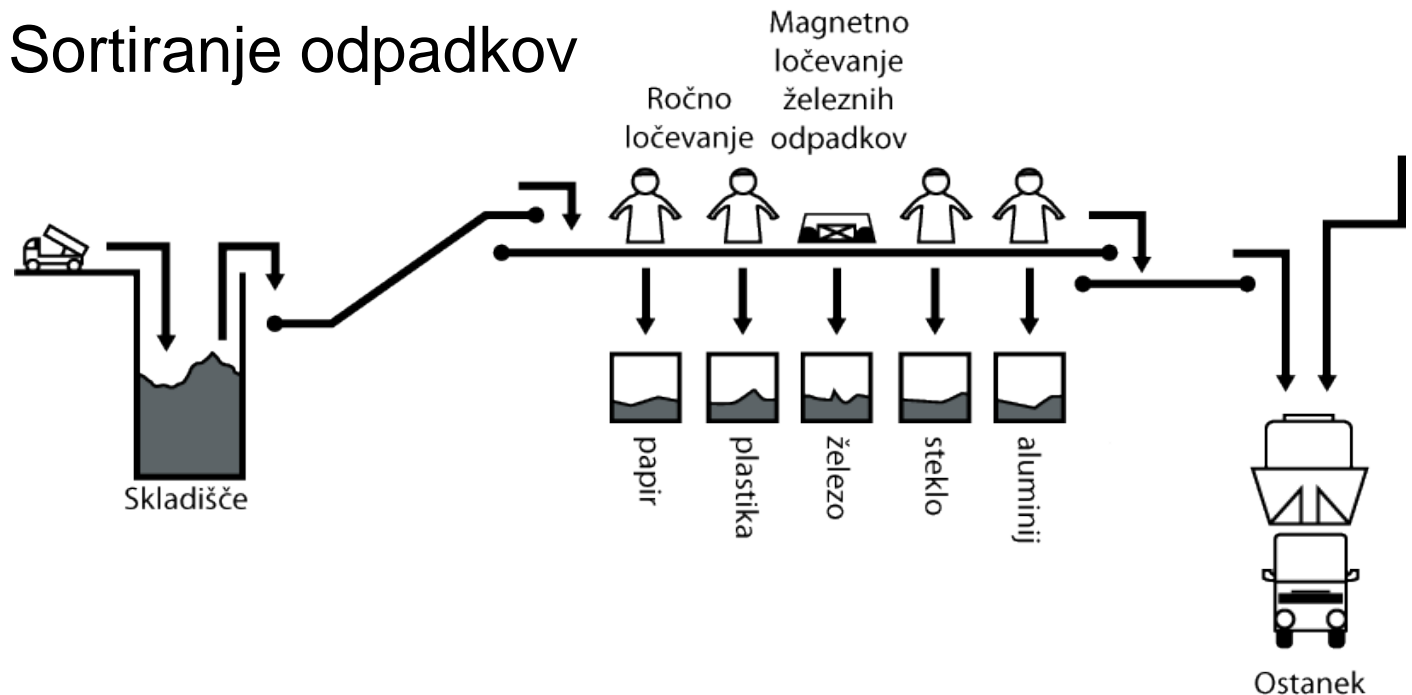 Sortiranje odpadkov
Ročno
ločevanje
Magnetno
ločevanje
železnih
odpadkov
Skladišče
papir
plastika
železo
steklo
aluminij
Ostanek